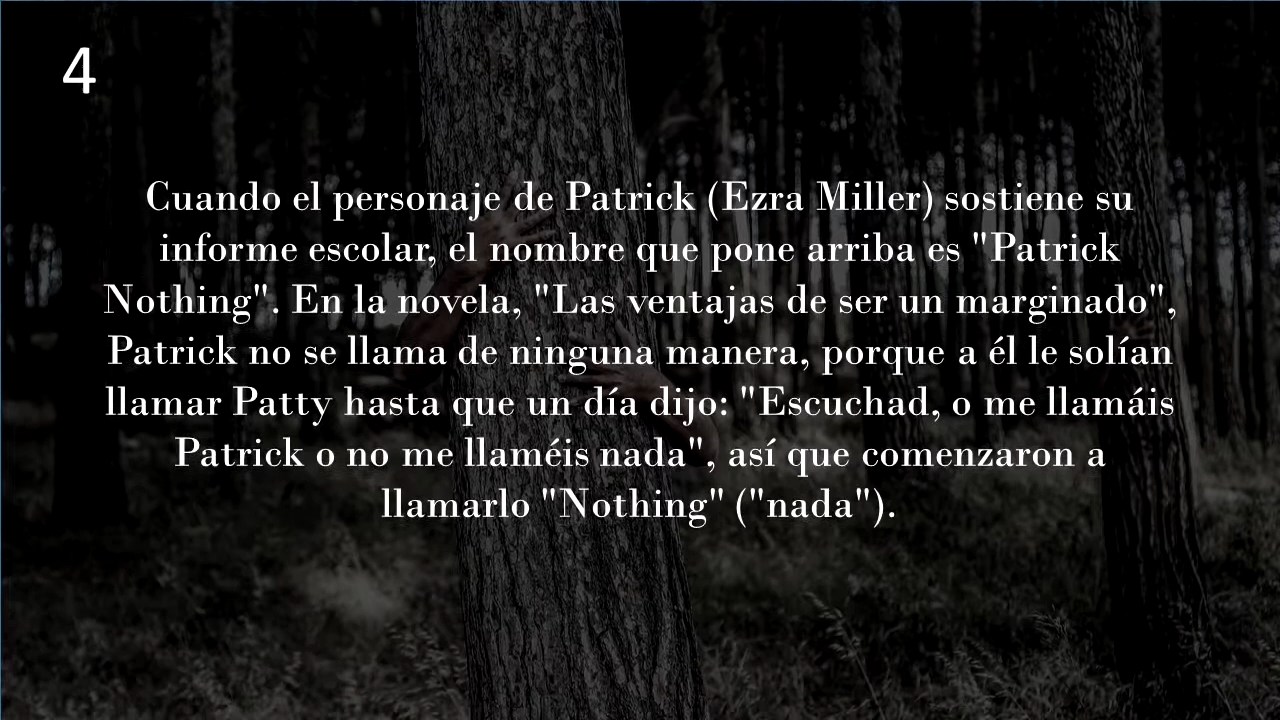 4
Cuando el personaje de Patrick (Ezra Miller) sostiene su
informe escolar, el nombre que pone arriba es "Patrick
Nothing". En la novela, "Las ventajas de ser un marginado",
Patrick no se llama de ninguna manera, porque a él le solían
llamar Patty hasta que un día dijo: "Escuchad, o me llamáis
Patrick o no me llaméis nada", así que comenzaron a
llamarlo "Nothing" ("nada").